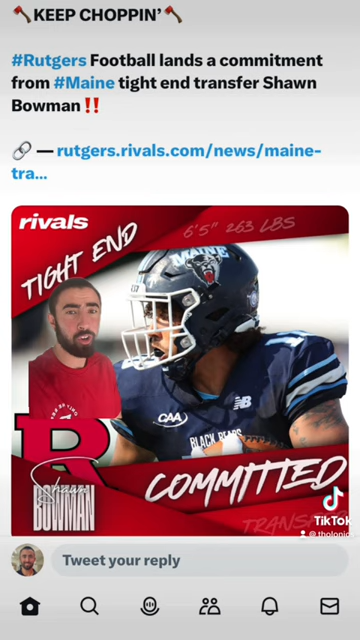 🪓KEEP CHOPPIN’🪓
#Rutgers Football lands a commitment
from #Maine tight end transfer Shawn
Bowman ‼️
🔗 — rutgers.rivals.com/news/maine-
tra...
rivals
6'5" 263 LBS
TIGHT END
MAINE
CAA
NB
BLACK BEARS
R
Shawn
BOWMAN
COMMITTED
TRANSFER
TikTok
Tweet your reply